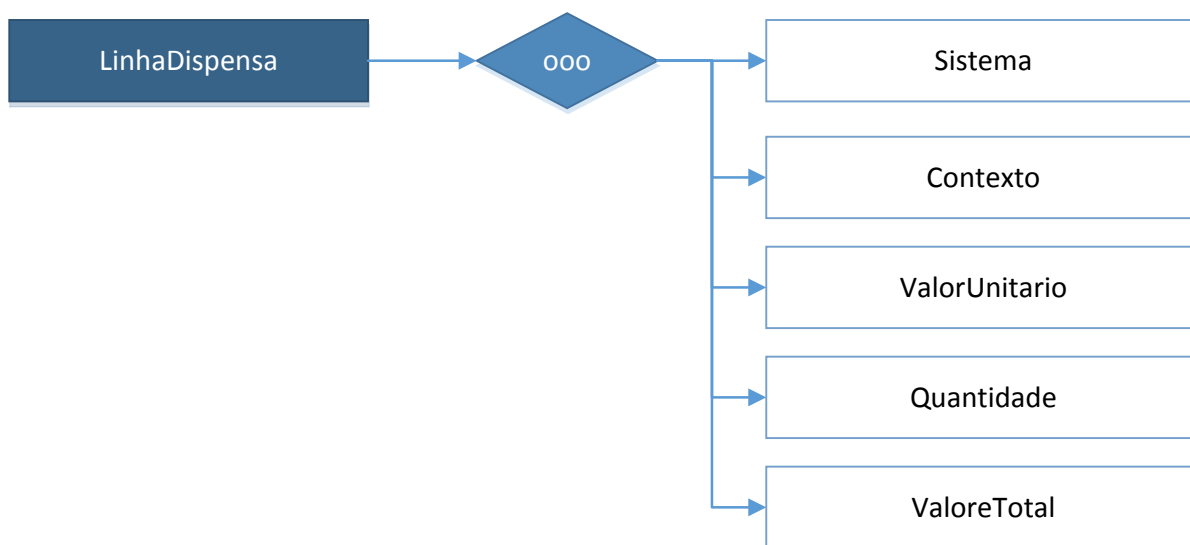 LinhaDispensa
ooo
Sistema
Contexto
ValorUnitario
Quantidade
ValoreTotal